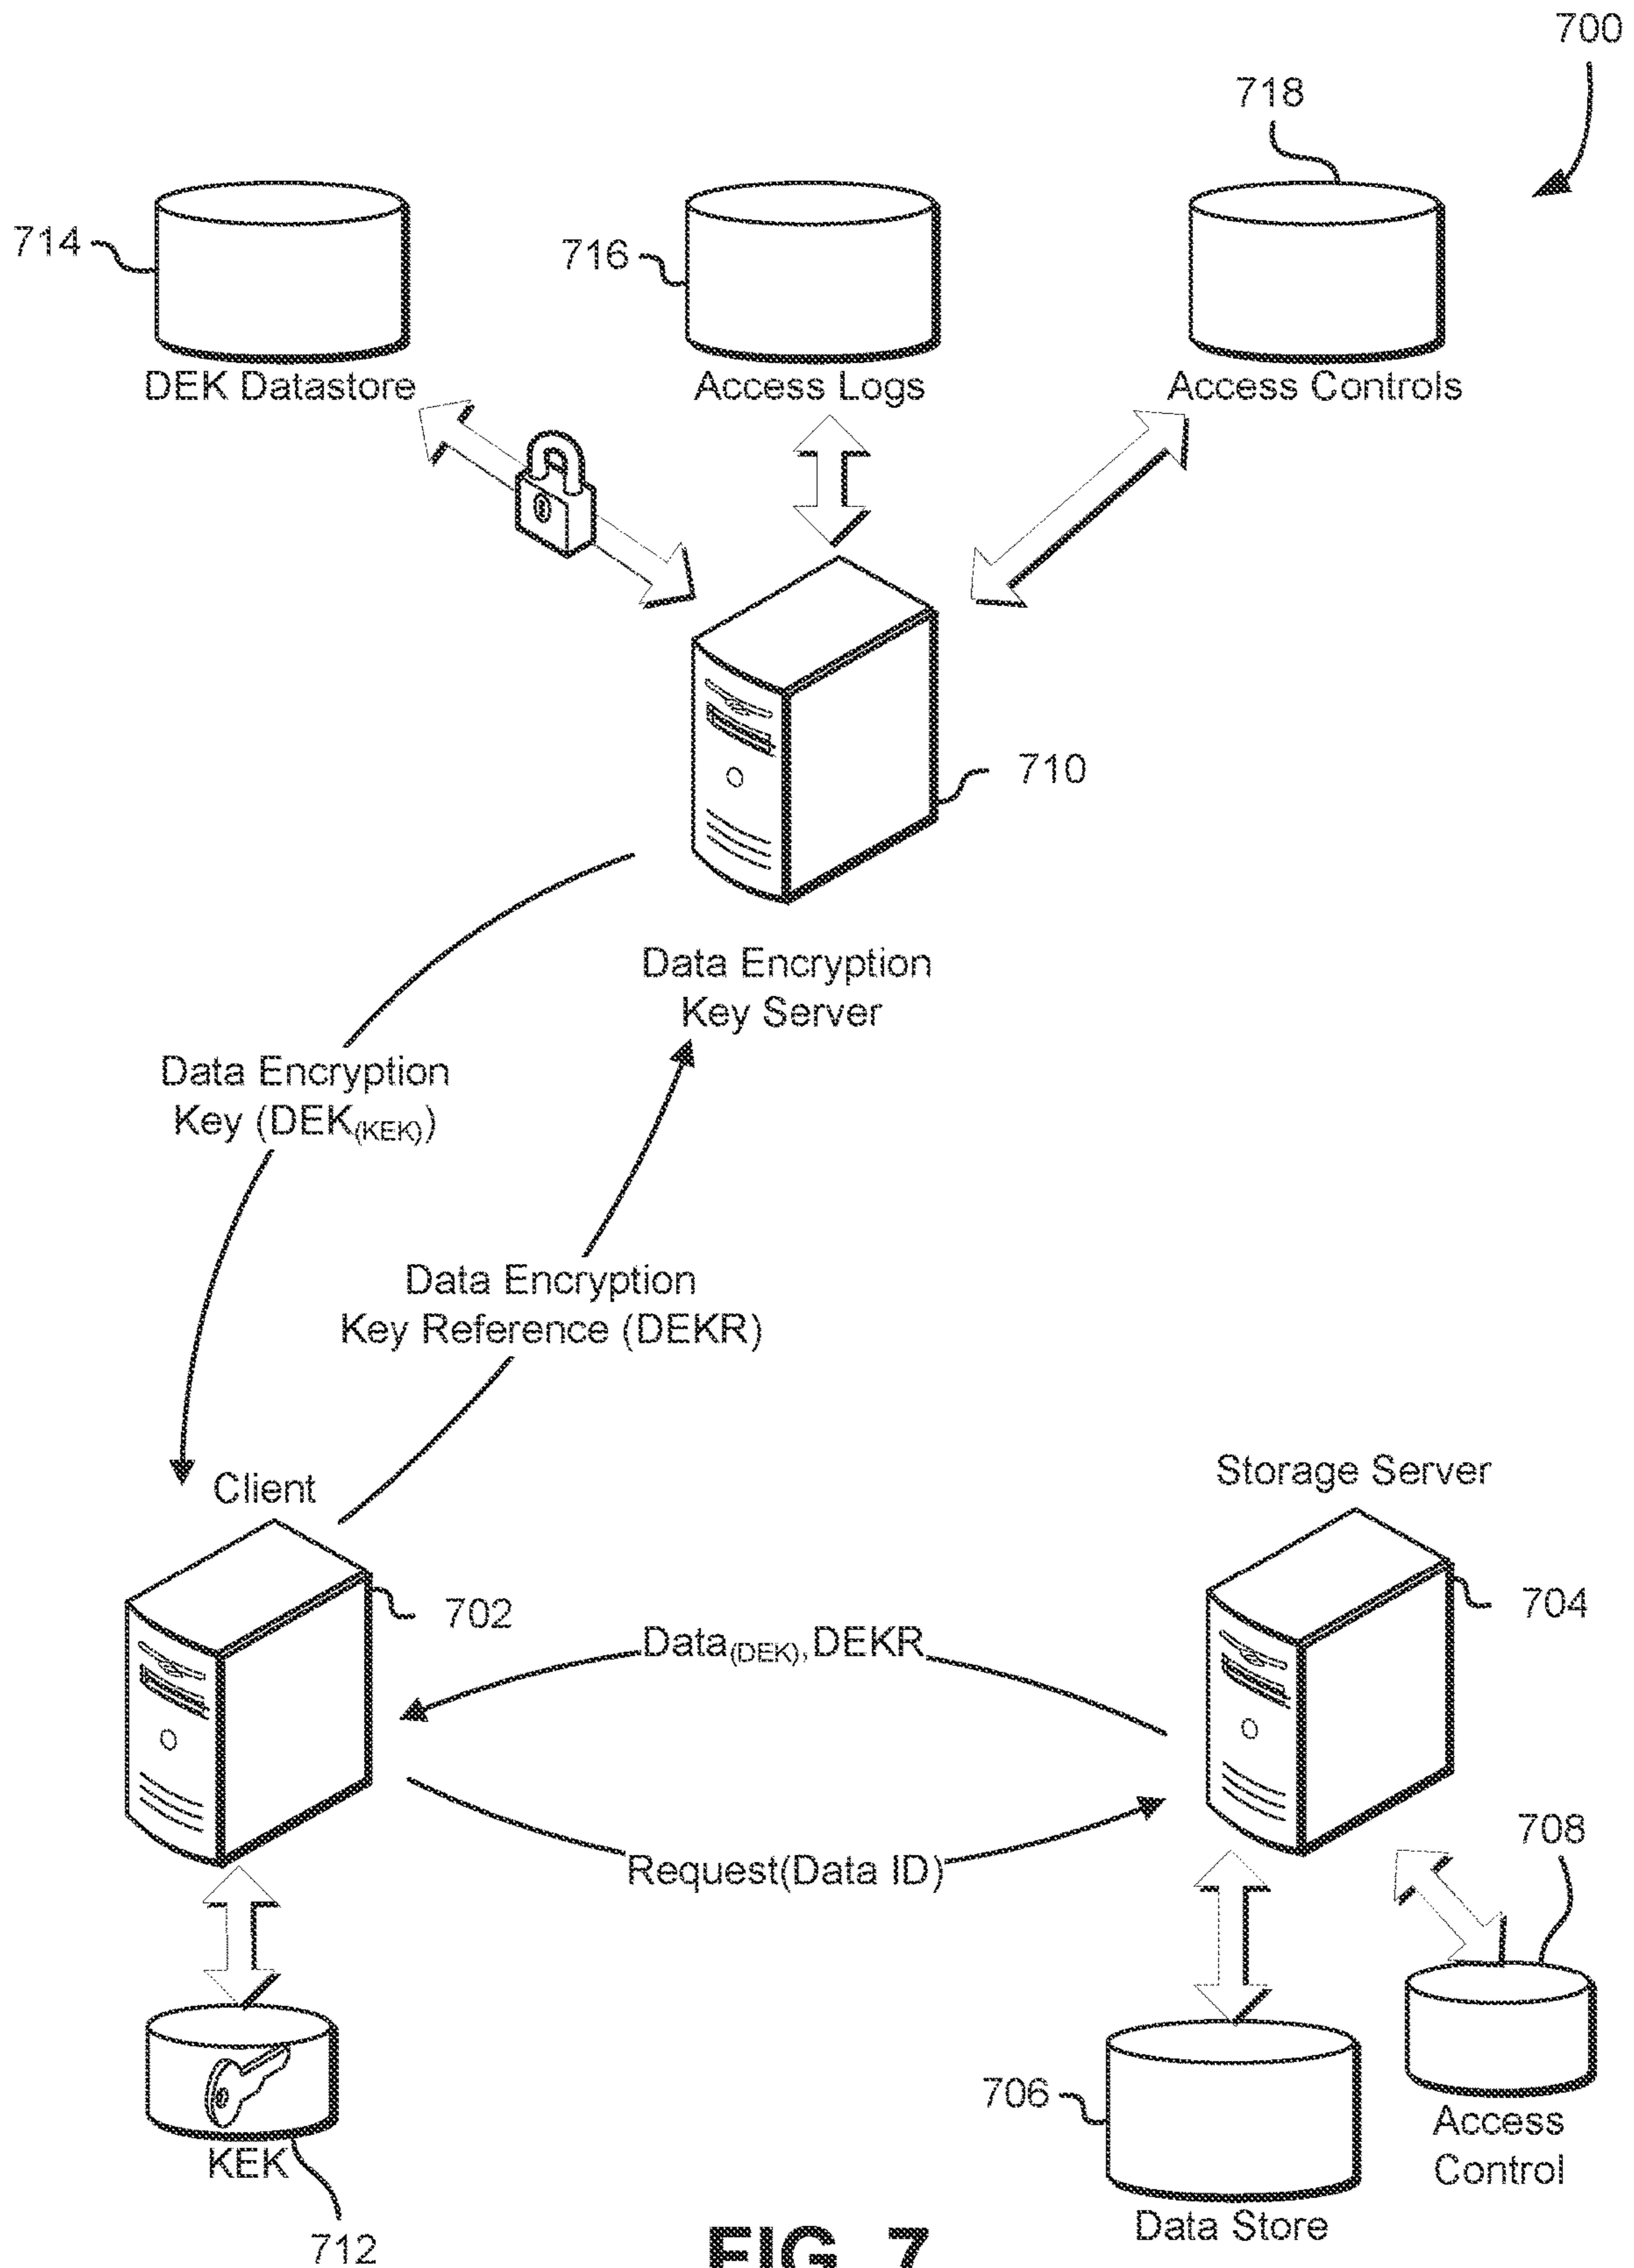 700
718
714
716
DEK Datastore
Access Logs
Access Controls
710
Data Encryption
Key Server
Data Encryption
Key (DEK(KEK))
Data Encryption
Key Reference (DEKR)
Client
Storage Server
702
704
Data(DEK), DEKR
Request(Data ID)
708
706
Access
Control
KEK
Data Store
712
FIG. 7